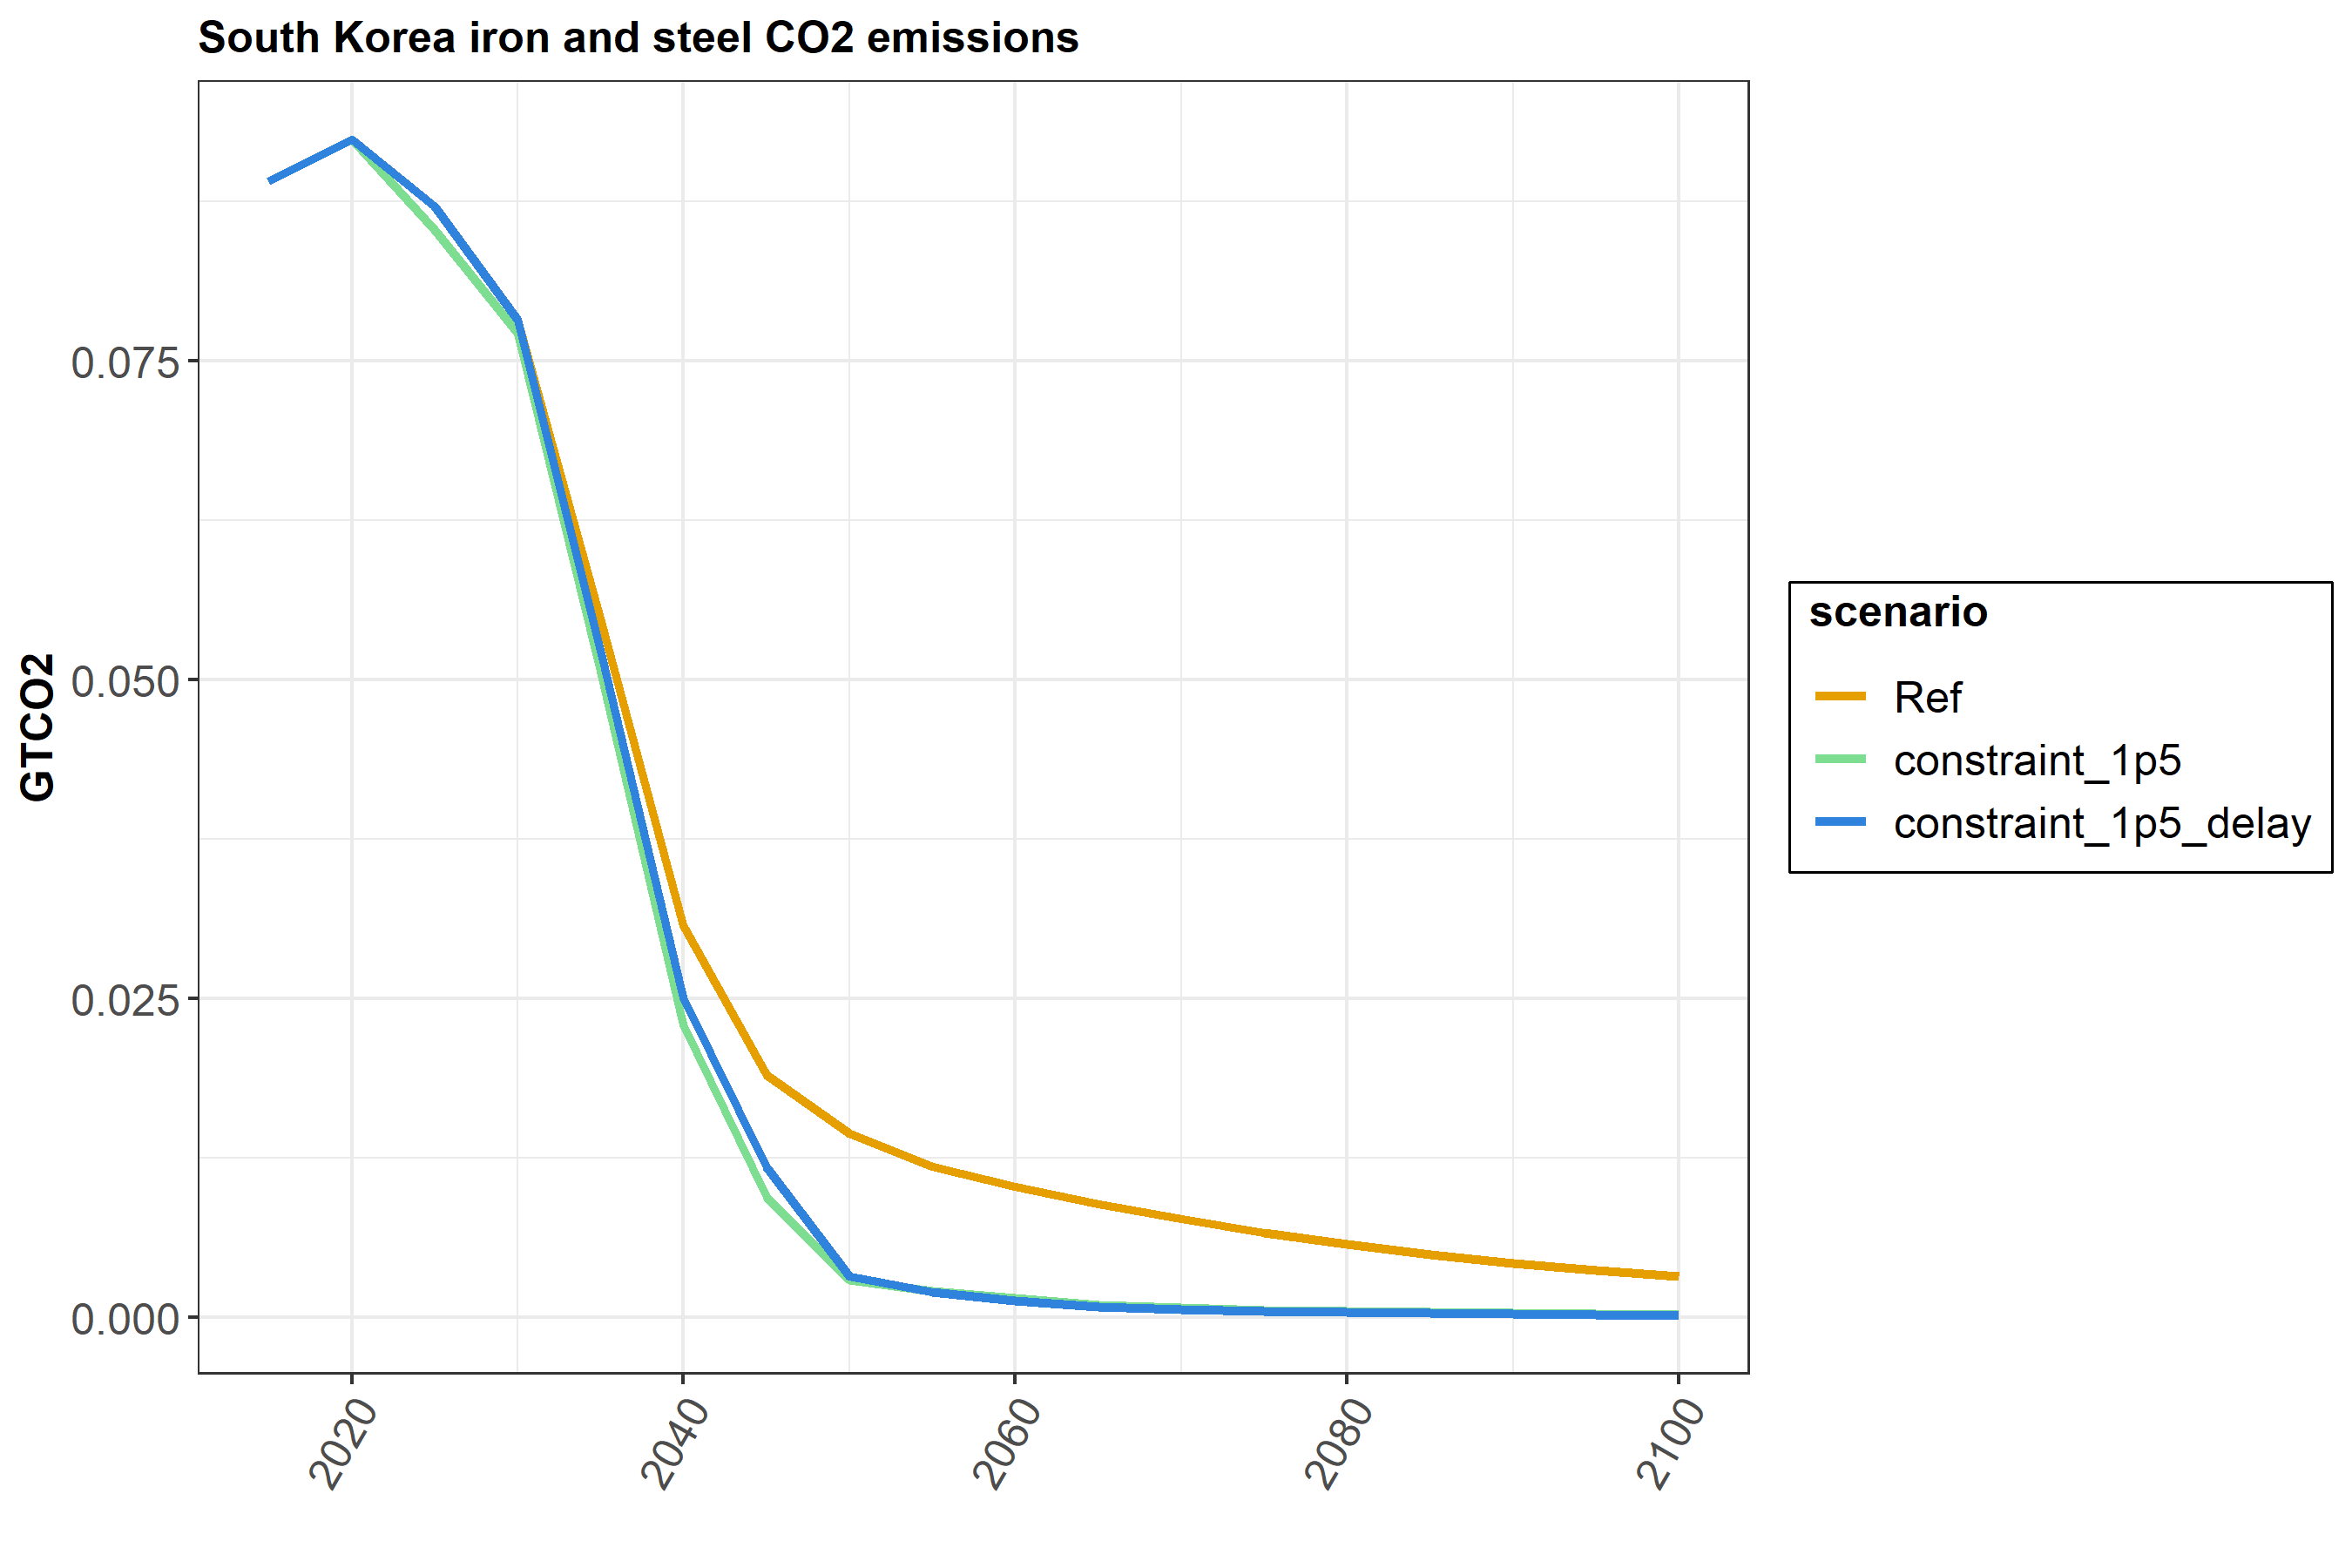 South Korea iron and steel CO2 emissions
GTCO2
0.075
0.050
0.025
0.000
2020
2040
2060
2080
2100
scenario
Ref
constraint_1p5
constraint_1p5_delay